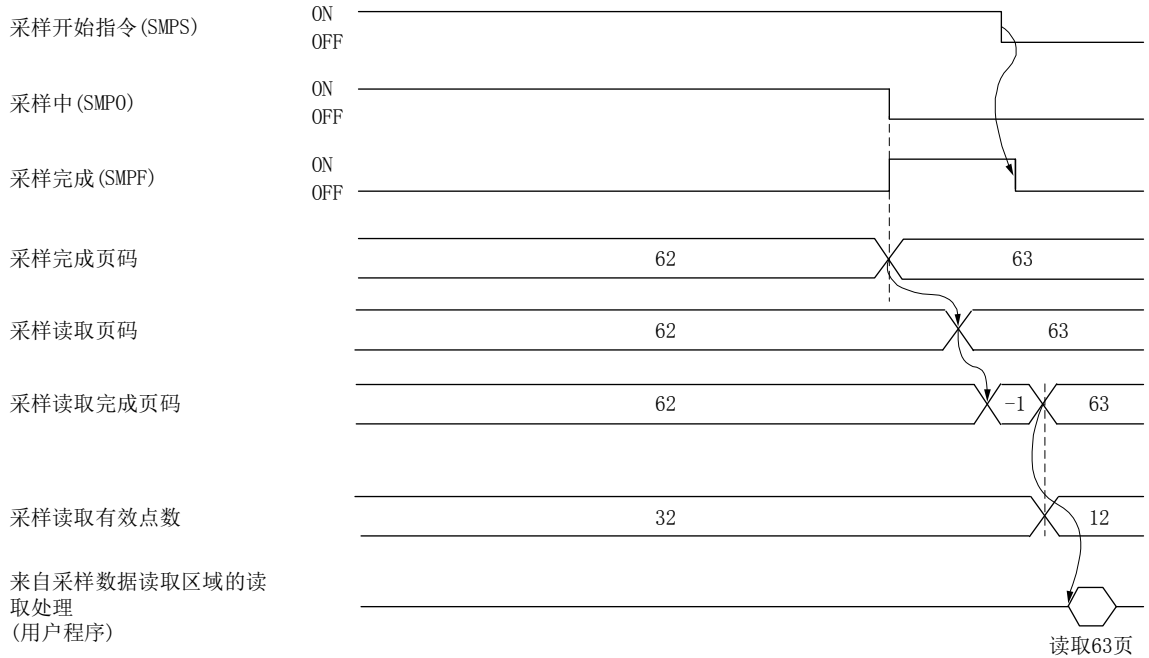 采样开始指令(SMPS)
ON
OFF
采样中(SMPO)
ON
OFF
采样完成(SMPF)
ON
OFF
采样完成页码
62
63
采样读取页码
62
63
采样读取完成页码
62
-1
63
采样读取有效点数
32
12
来自采样数据读取区域的读
取处理
(用户程序)
读取63页